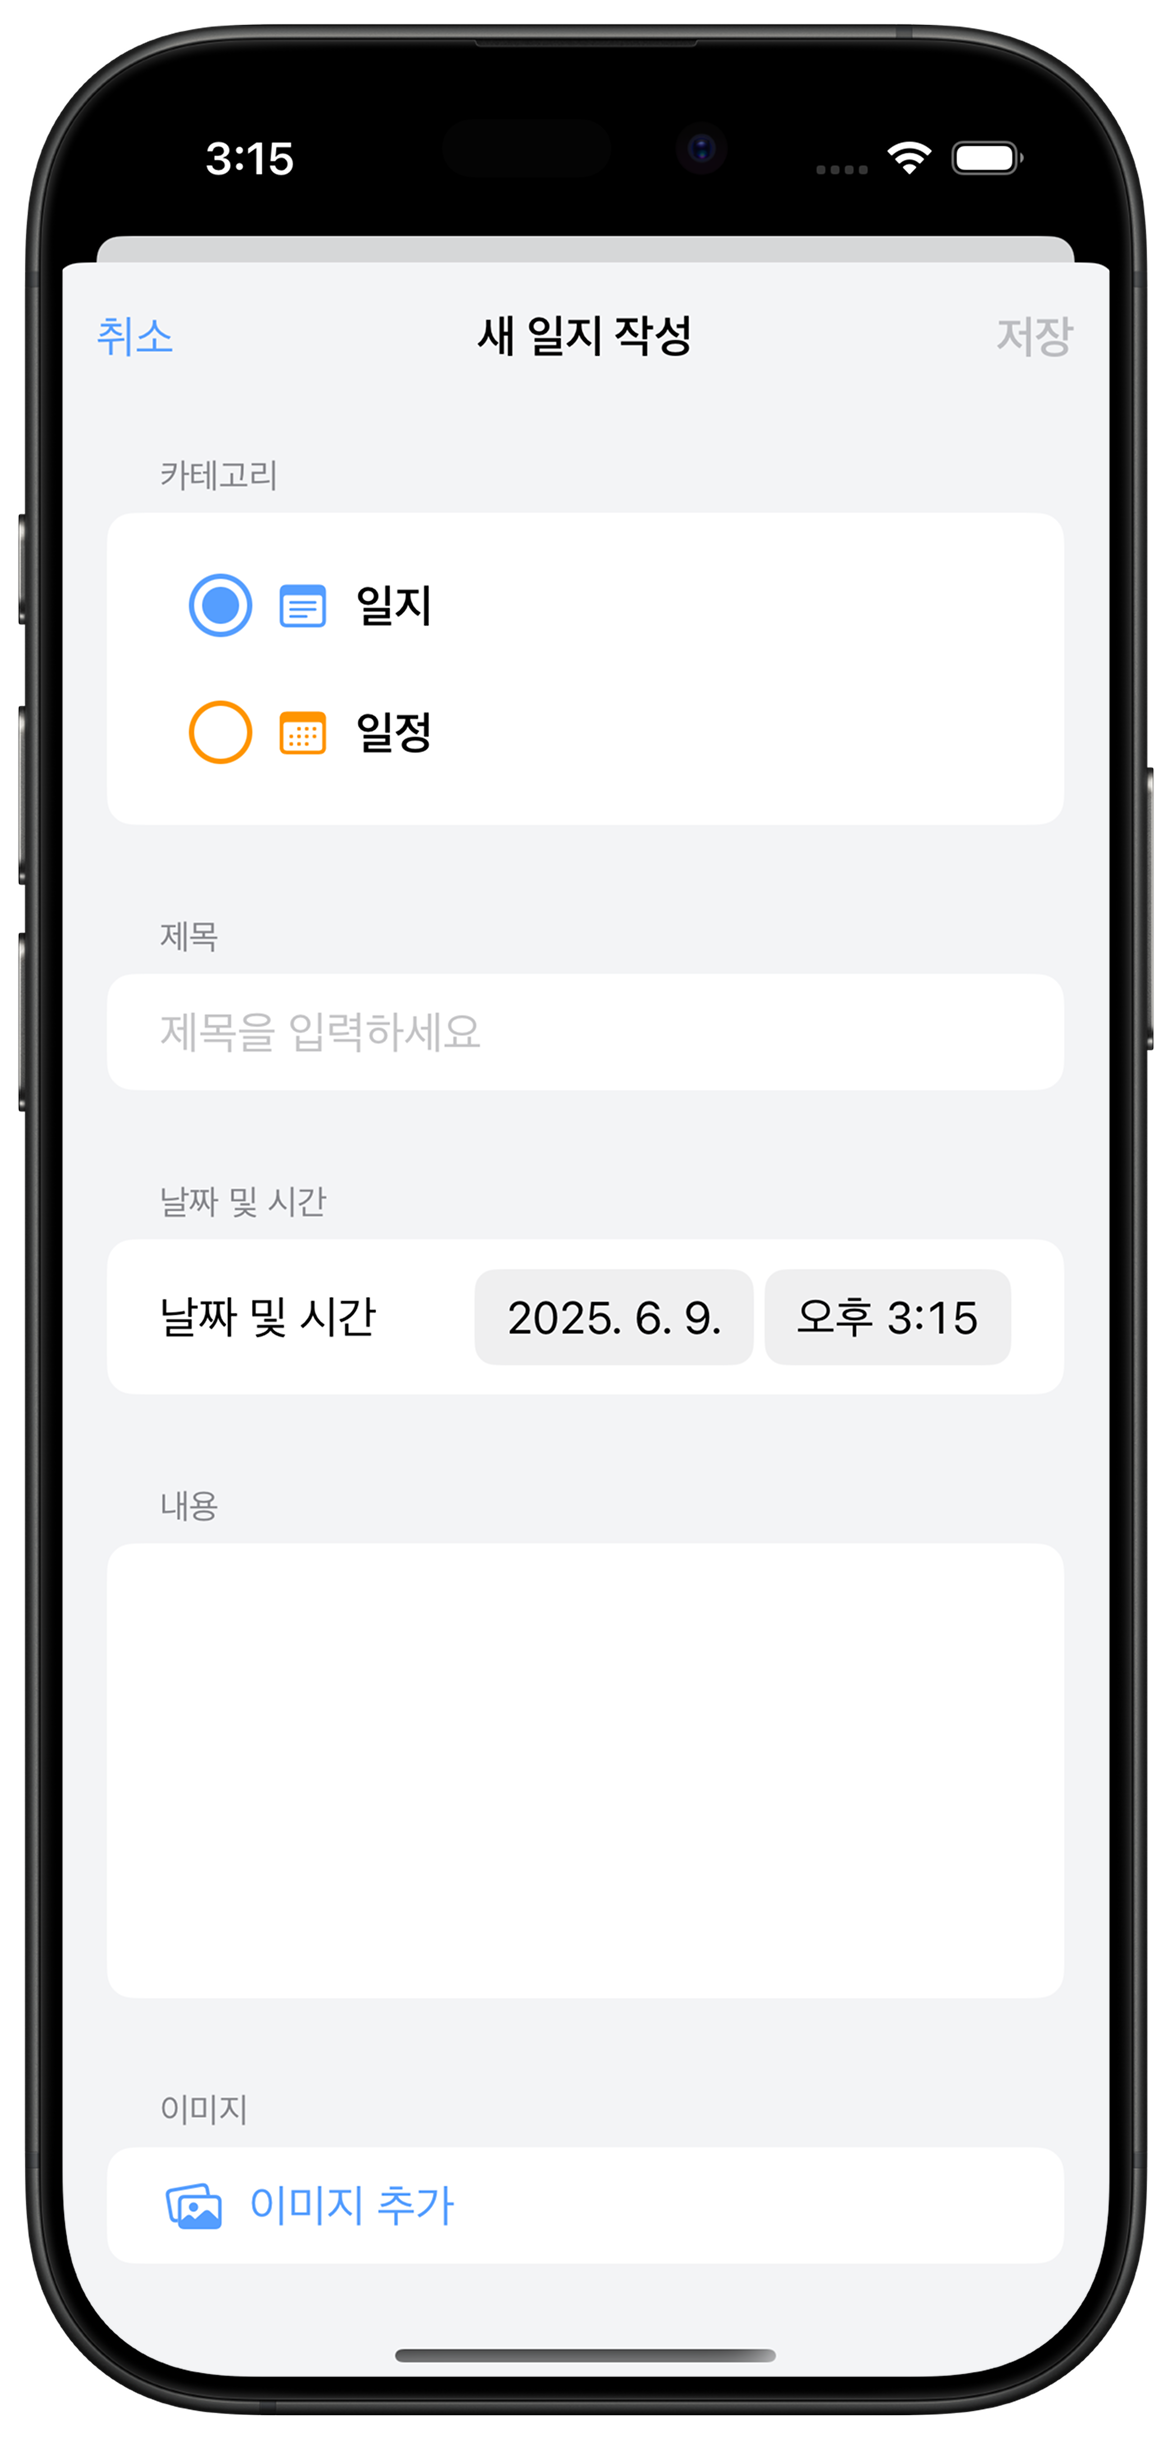 3:15
취소 새 일지 작성 저장
카테고리
일지
일정
제목
제목을 입력하세요
날짜 및 시간
날짜 및 시간 2025. 6. 9. 오후 3:15
내용
이미지
이미지 추가